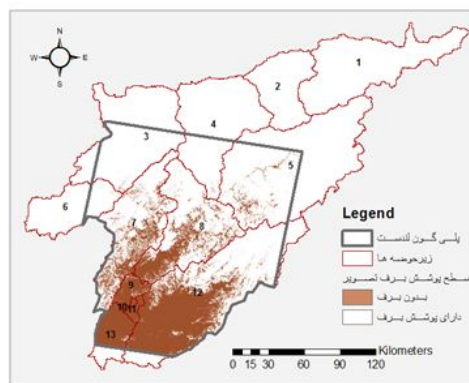 N
W E
S
1
2
3
4
5
6
7
8
9
10 11
12
13
Legend
پلی گون لندست
زیرحوضه ها
سطح پوشش برف تصویر
بدون برف
دارای پوشش برف
Kilometers
0 15 30 60 90 120